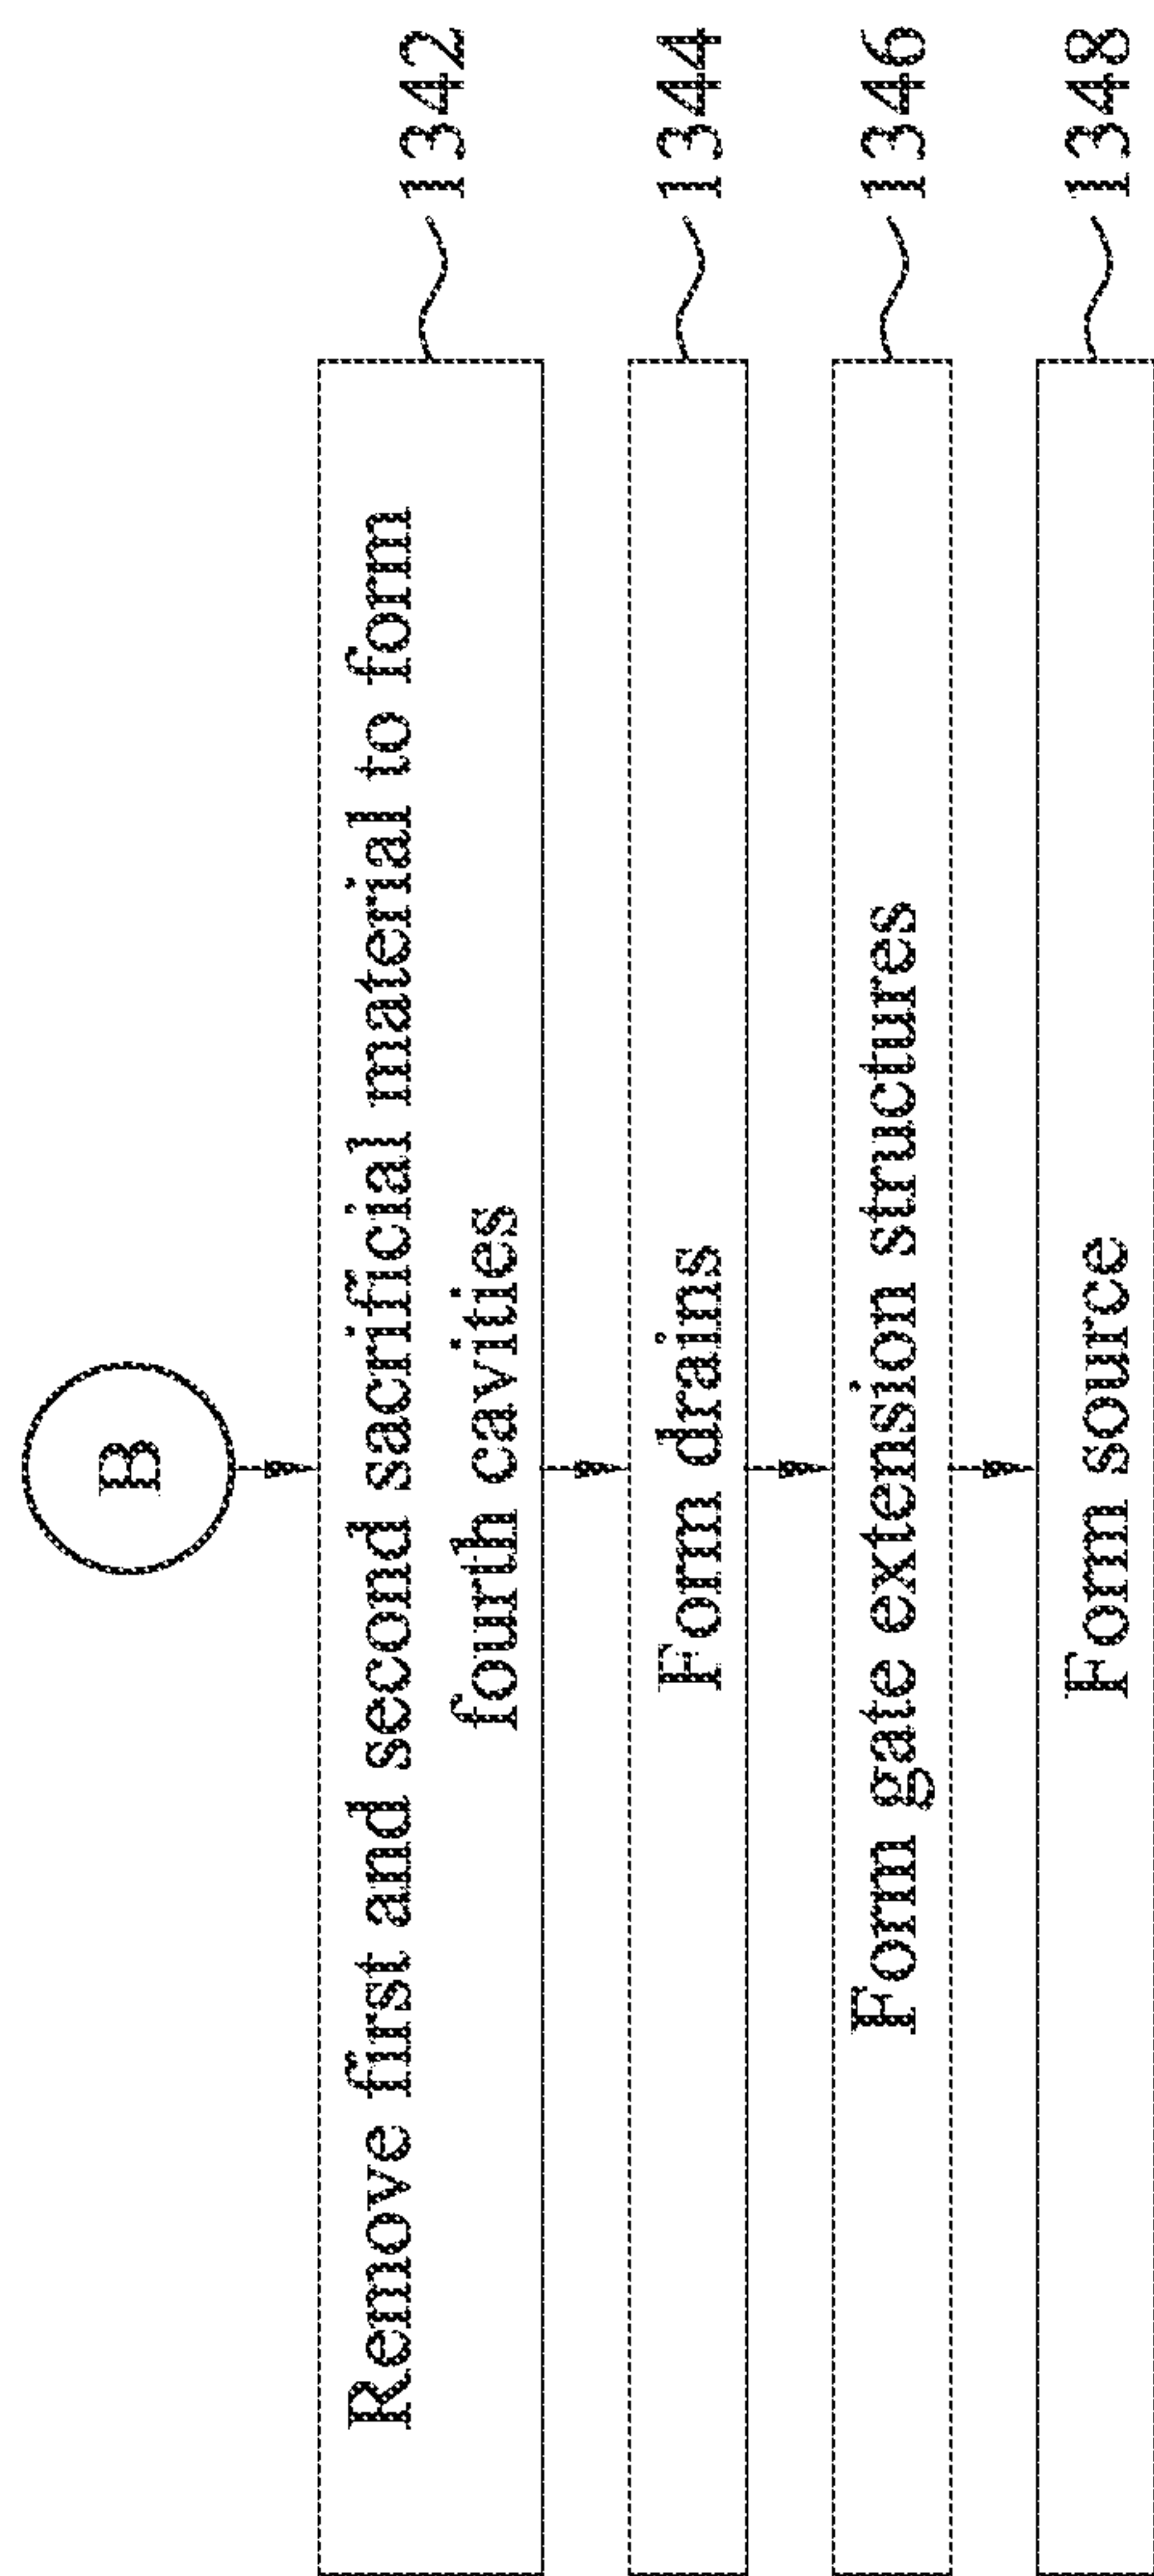 B
Remove first and second sacrificial material to form
fourth cavities
1342
Form drains
1344
Form gate extension structures
1346
Form source
1348